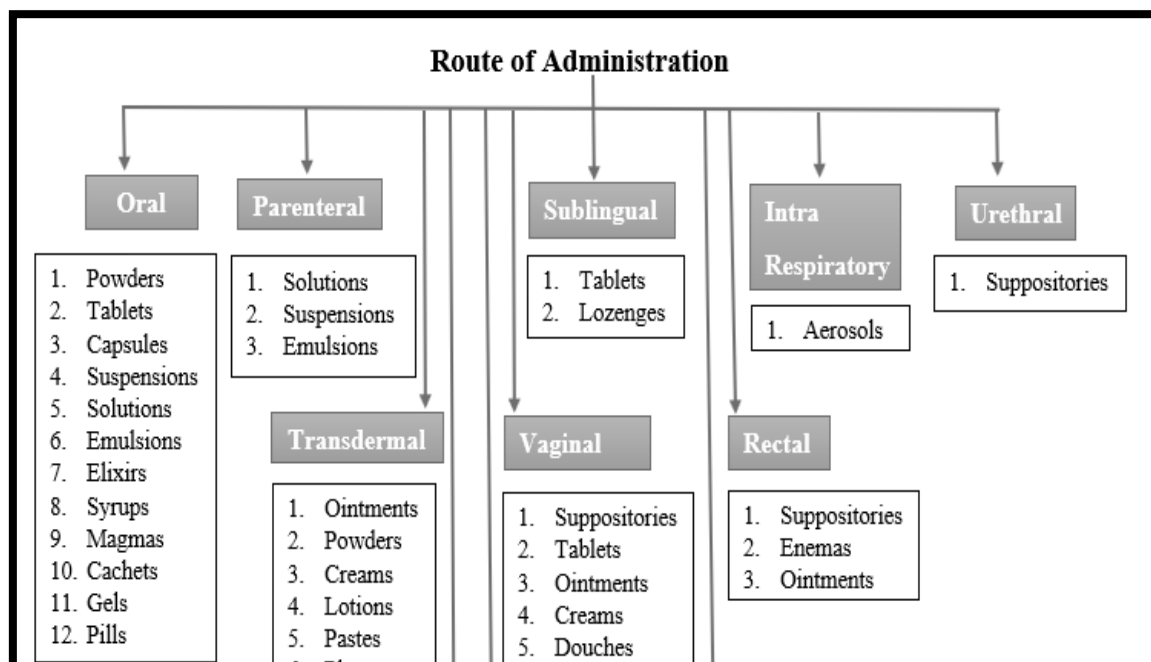 Route of Administration
Oral
Parenteral
Sublingual
Intra
Respiratory
Urethral
1. Powders
2. Tablets
3. Capsules
4. Suspensions
5. Solutions
6. Emulsions
7. Elixirs
8. Syrups
9. Magmas
10. Cachets
11. Gels
12. Pills
1. Solutions
2. Suspensions
3. Emulsions
1. Tablets
2. Lozenges
1. Aerosols
1. Suppositories
Transdermal
Vaginal
Rectal
1. Ointments
2. Powders
3. Creams
4. Lotions
5. Pastes
1. Suppositories
2. Tablets
3. Ointments
4. Creams
5. Douches
1. Suppositories
2. Enemas
3. Ointments